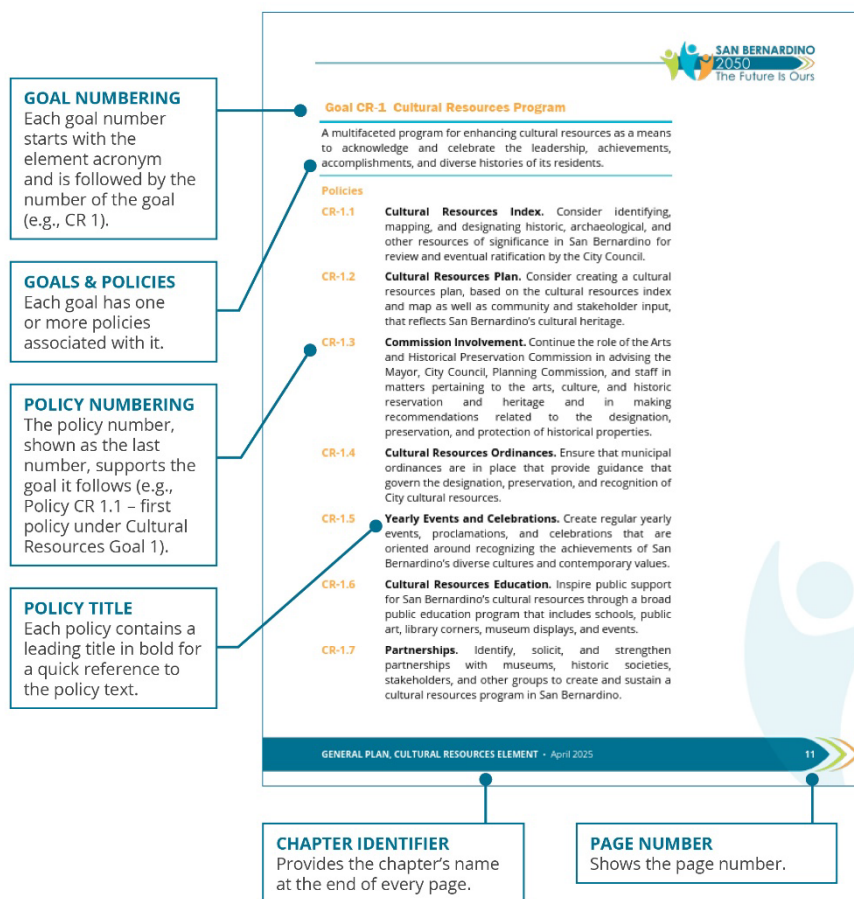 SAN BERNARDINO
2050
The Future Is Ours
GOAL NUMBERING
Each goal number
starts with the
element acronym
and is followed by the
number of the goal
(e.g., CR 1).
GOALS & POLICIES
Each goal has one
or more policies
associated with it.
POLICY NUMBERING
The policy number,
shown as the last
number, supports the
goal it follows (e.g.,
Policy CR 1.1 – first
policy under Cultural
Resources Goal 1).
POLICY TITLE
Each policy contains a
leading title in bold for
a quick reference to
the policy text.
Goal CR-1 Cultural Resources Program
A multifaceted program for enhancing cultural resources as a means
to acknowledge and celebrate the leadership, achievements,
accomplishments, and diverse histories of its residents.
Policies
CR-1.1 Cultural Resources Index. Consider identifying,
mapping, and designating historic, archaeological, and
other resources of significance in San Bernardino for
review and eventual ratification by the City Council.
CR-1.2 Cultural Resources Plan. Consider creating a cultural
resources plan, based on the cultural resources index
and map as well as community and stakeholder input,
that reflects San Bernardino's cultural heritage.
CR-1.3 Commission Involvement. Continue the role of the Arts
and Historical Preservation Commission in advising the
Mayor, City Council, Planning Commission, and staff in
matters pertaining to the arts, culture, and historic
reservation and heritage and in making
recommendations related to the designation,
preservation, and protection of historical properties.
CR-1.4 Cultural Resources Ordinances. Ensure that municipal
ordinances are in place that provide guidance that
govern the designation, preservation, and recognition of
City cultural resources.
CR-1.5 Yearly Events and Celebrations. Create regular yearly
events, proclamations, and celebrations that are
oriented around recognizing the achievements of San
Bernardino's diverse cultures and contemporary values.
CR-1.6 Cultural Resources Education. Inspire public support
for San Bernardino's cultural resources through a broad
public education program that includes schools, public
art, library corners, museum displays, and events.
CR-1.7 Partnerships. Identify, solicit, and strengthen
partnerships with museums, historic societies,
stakeholders, and other groups to create and sustain a
cultural resources program in San Bernardino.
GENERAL PLAN, CULTURAL RESOURCES ELEMENT • April 2025 11
CHAPTER IDENTIFIER
Provides the chapter's name
at the end of every page.
PAGE NUMBER
Shows the page number.